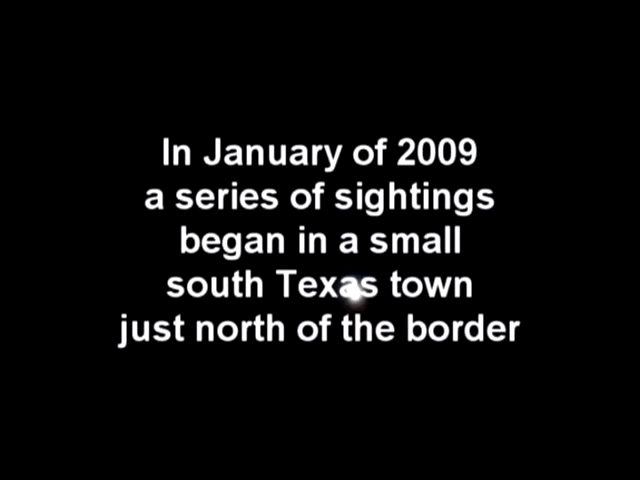 In January of 2009
a series of sightings
began in a small
south Texas town
just north of the border